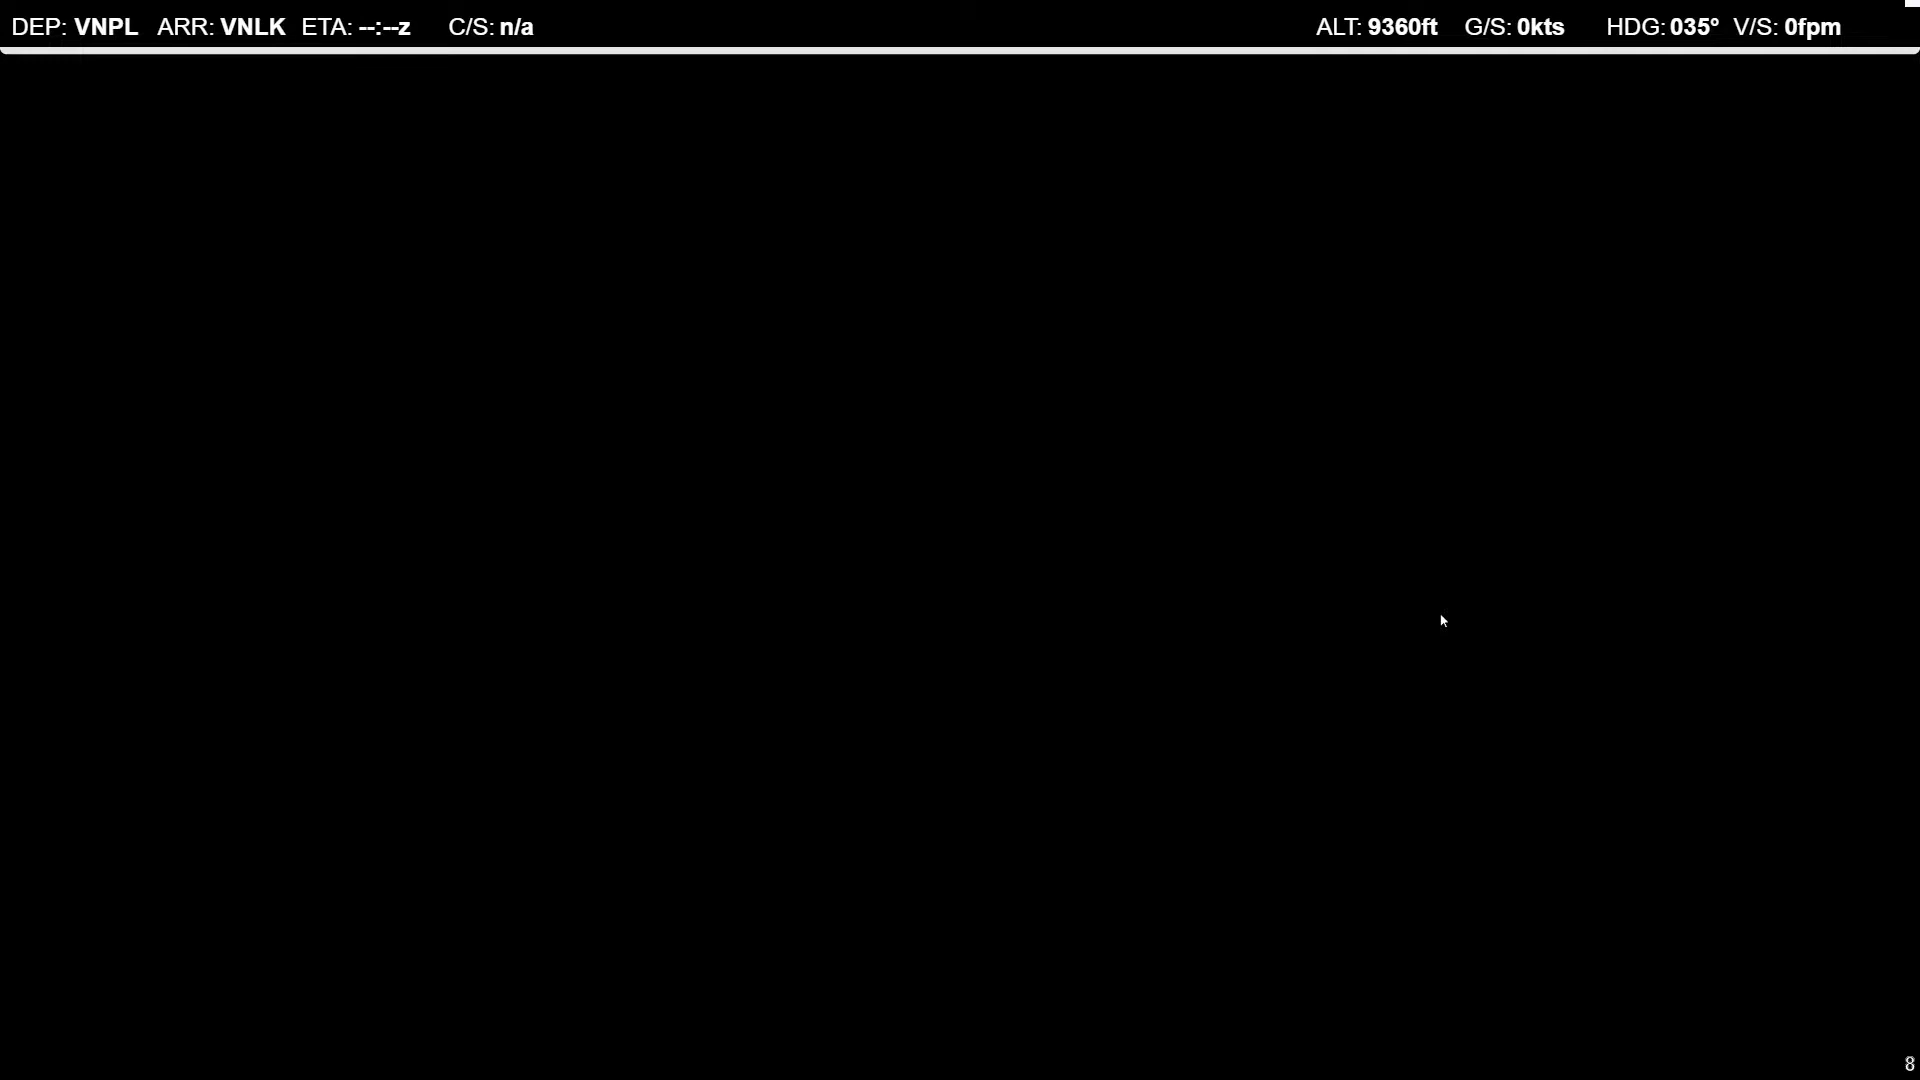 DEP: VNPL ARR: VNLK ETA: --:--z C/S: n/a ALT: 9360ft G/S: 0kts HDG: 035° V/S: 0fpm
8